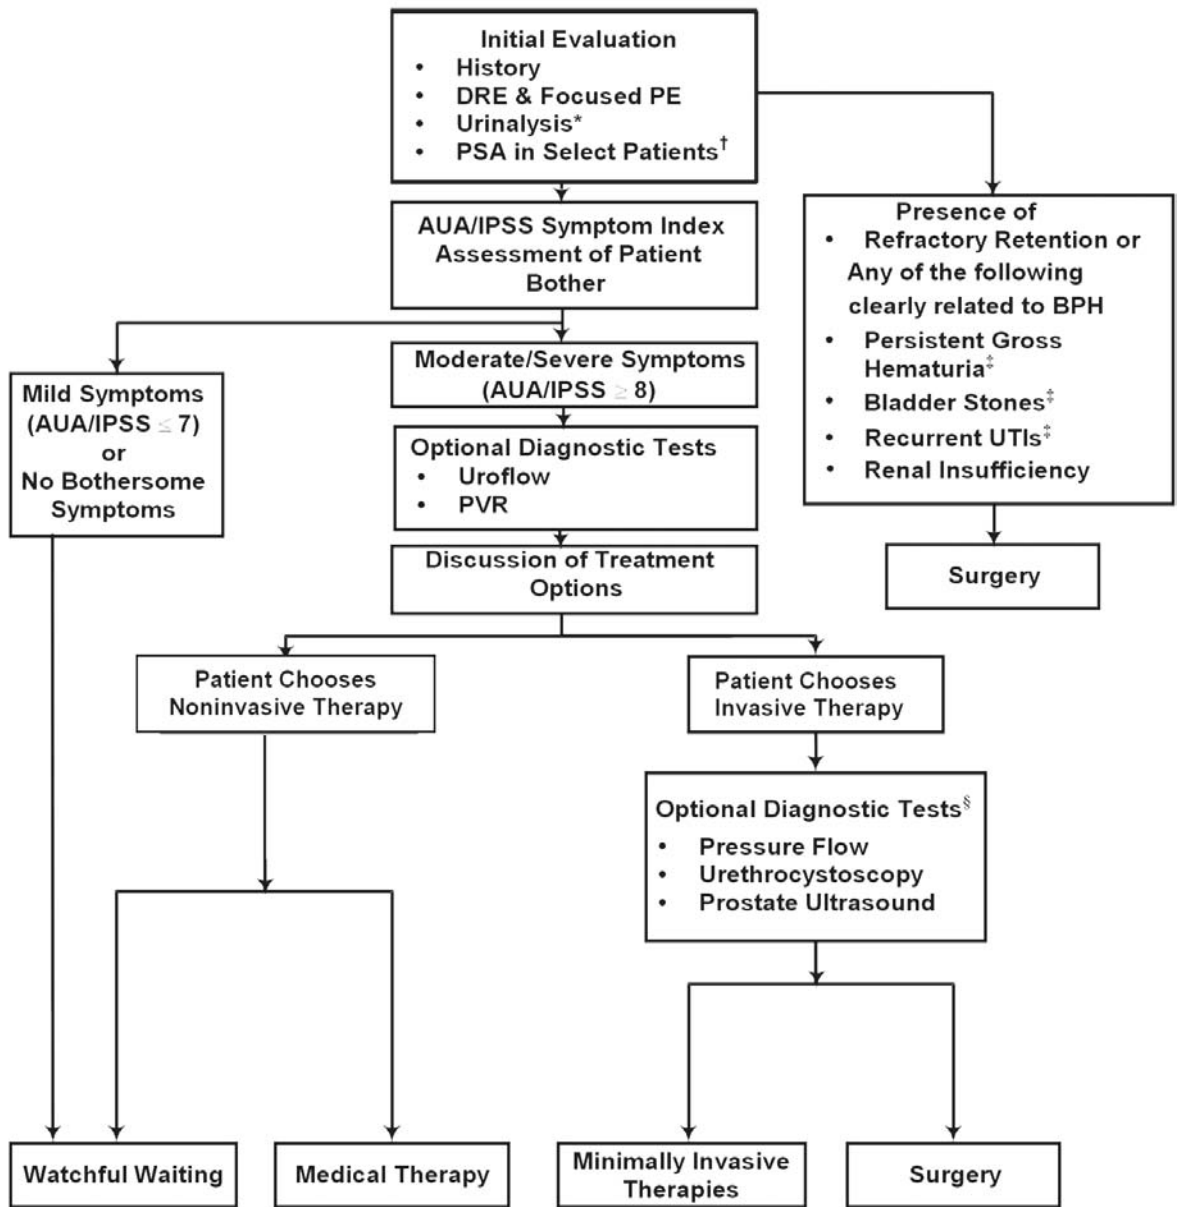 Initial Evaluation
• History
• DRE & Focused PE
• Urinalysis*
• PSA in Select Patients†
AUA/IPSS Symptom Index
Assessment of Patient
Bother
Presence of
• Refractory Retention or
Any of the following
clearly related to BPH
• Persistent Gross
Hematuria‡
• Bladder Stones‡
• Recurrent UTIs‡
• Renal Insufficiency
Mild Symptoms
(AUA/IPSS ≤ 7)
or
No Bothersome
Symptoms
Moderate/Severe Symptoms
(AUA/IPSS ≥ 8)
Optional Diagnostic Tests
• Uroflow
• PVR
Discussion of Treatment
Options
Surgery
Patient Chooses
Noninvasive Therapy
Patient Chooses
Invasive Therapy
Optional Diagnostic Tests§
• Pressure Flow
• Urethrocystoscopy
• Prostate Ultrasound
Watchful Waiting
Medical Therapy
Minimally Invasive
Therapies
Surgery